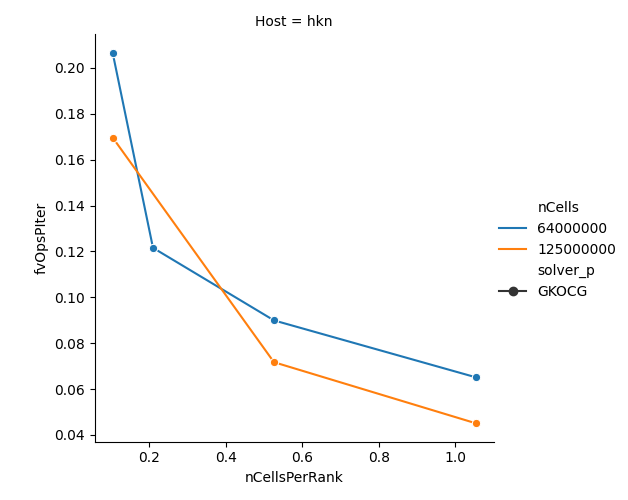 Host = hkn
0.20
0.18
0.16
0.14
0.12
0.10
0.08
0.06
0.04
fvOpsPIter
0.2
0.4
0.6
0.8
1.0
nCellsPerRank
nCells
64000000
125000000
solver_p
GKOCG